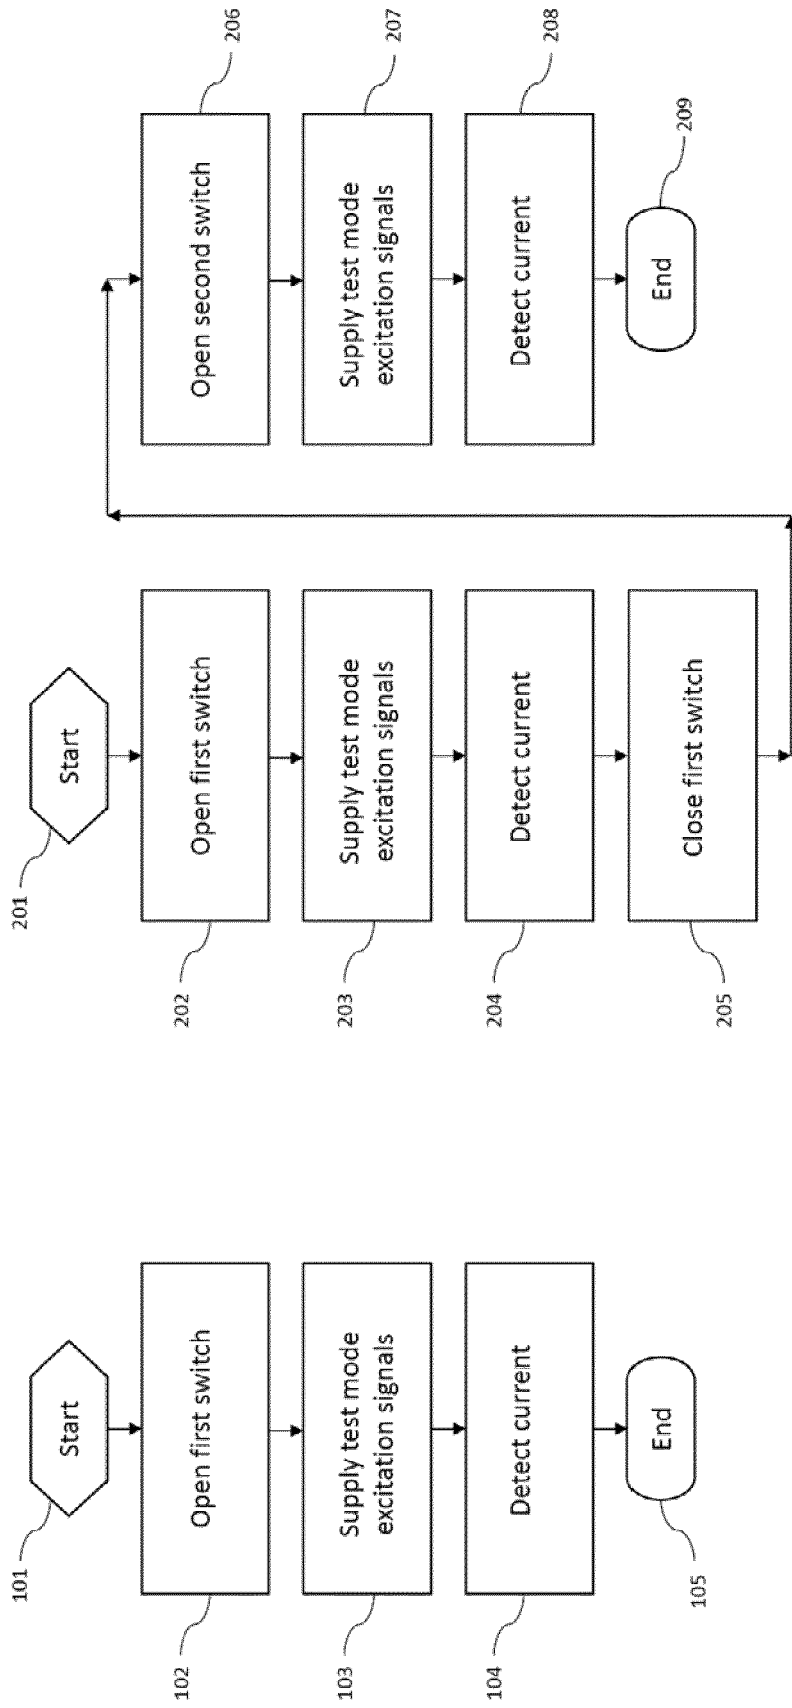 101
Start
102
Open first switch
103
Supply test mode
excitation signals
104
Detect current
105
End
201
Start
202
Open first switch
203
Supply test mode
excitation signals
204
Detect current
205
Close first switch
206
Open second switch
207
Supply test mode
excitation signals
208
Detect current
209
End